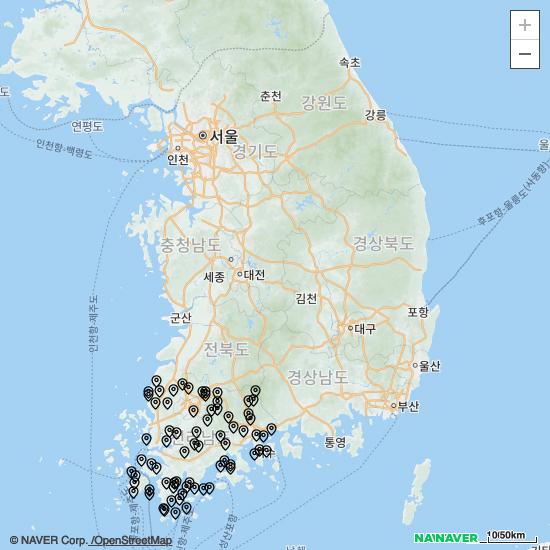 +
−
속초
춘천
강원도
강릉
도
연평도
서울
인천
경기도
울
인천항-백령도
후포항-울릉도(사동항)
충청남도
경상북도
세종
대전
김천
인천항-제주도
군산
포항
대구
전북도
울산
경상남도
부산
통영
© NAVER Corp. /OpenStreetMap
NAVER
10/50km